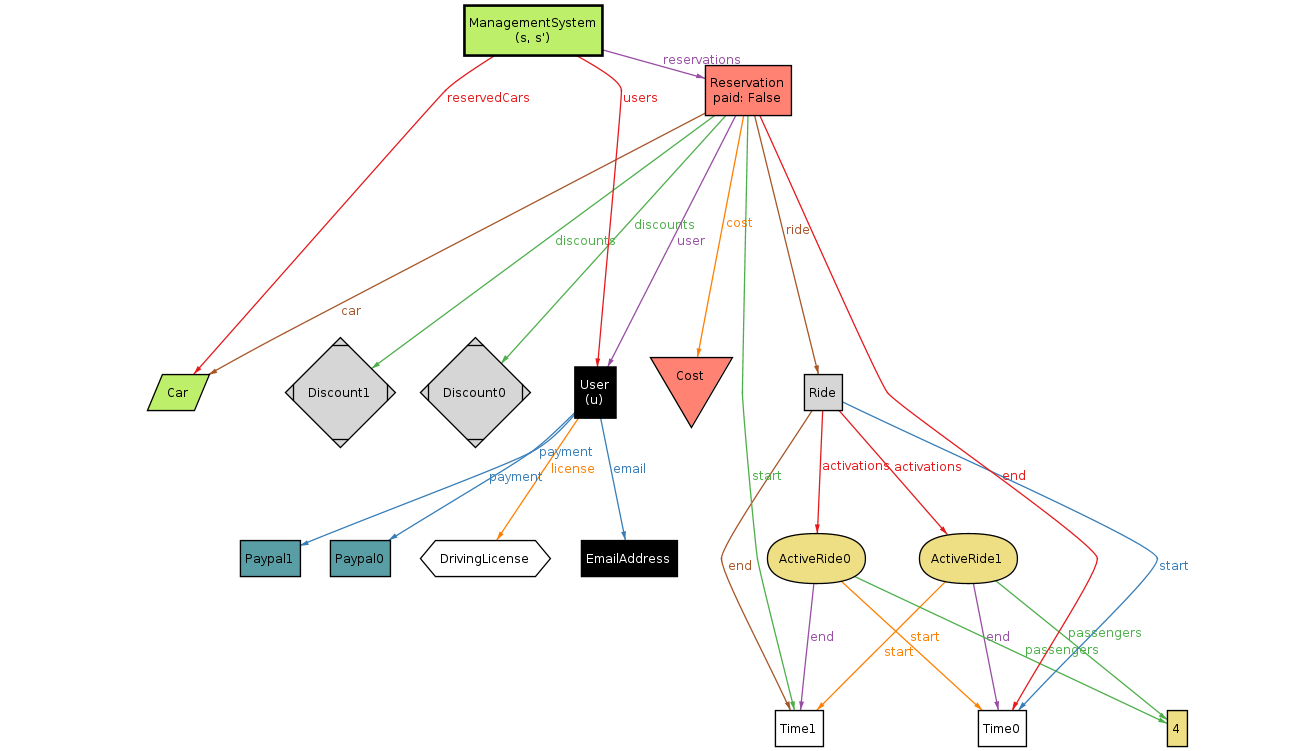 ManagementSystem
(s, s')
reservations
Reservation
paid: False
reservedCars
users
discounts
cost
ride
discounts
user
car
Car
Discount1
Discount0
User
(u)
Cost
Ride
payment
payment
license
email
activations
activations
start
end
Paypal1
Paypal0
DrivingLicense
EmailAddress
ActiveRide0
ActiveRide1
end
start
end
start
start
end
passengers
passengers
Time1
Time0
4